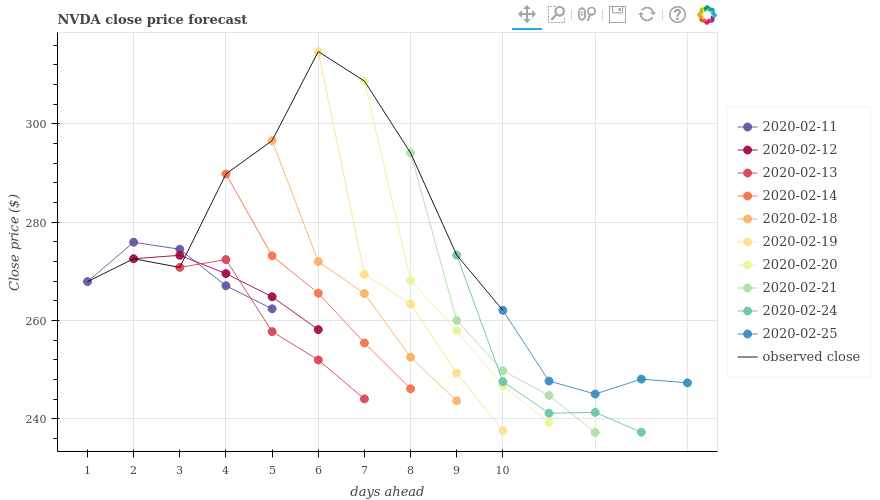 NVDA close price forecast
300
280
260
240
Close price ($)
1 2 3 4 5 6 7 8 9 10
days ahead
2020-02-11
2020-02-12
2020-02-13
2020-02-14
2020-02-18
2020-02-19
2020-02-20
2020-02-21
2020-02-24
2020-02-25
observed close